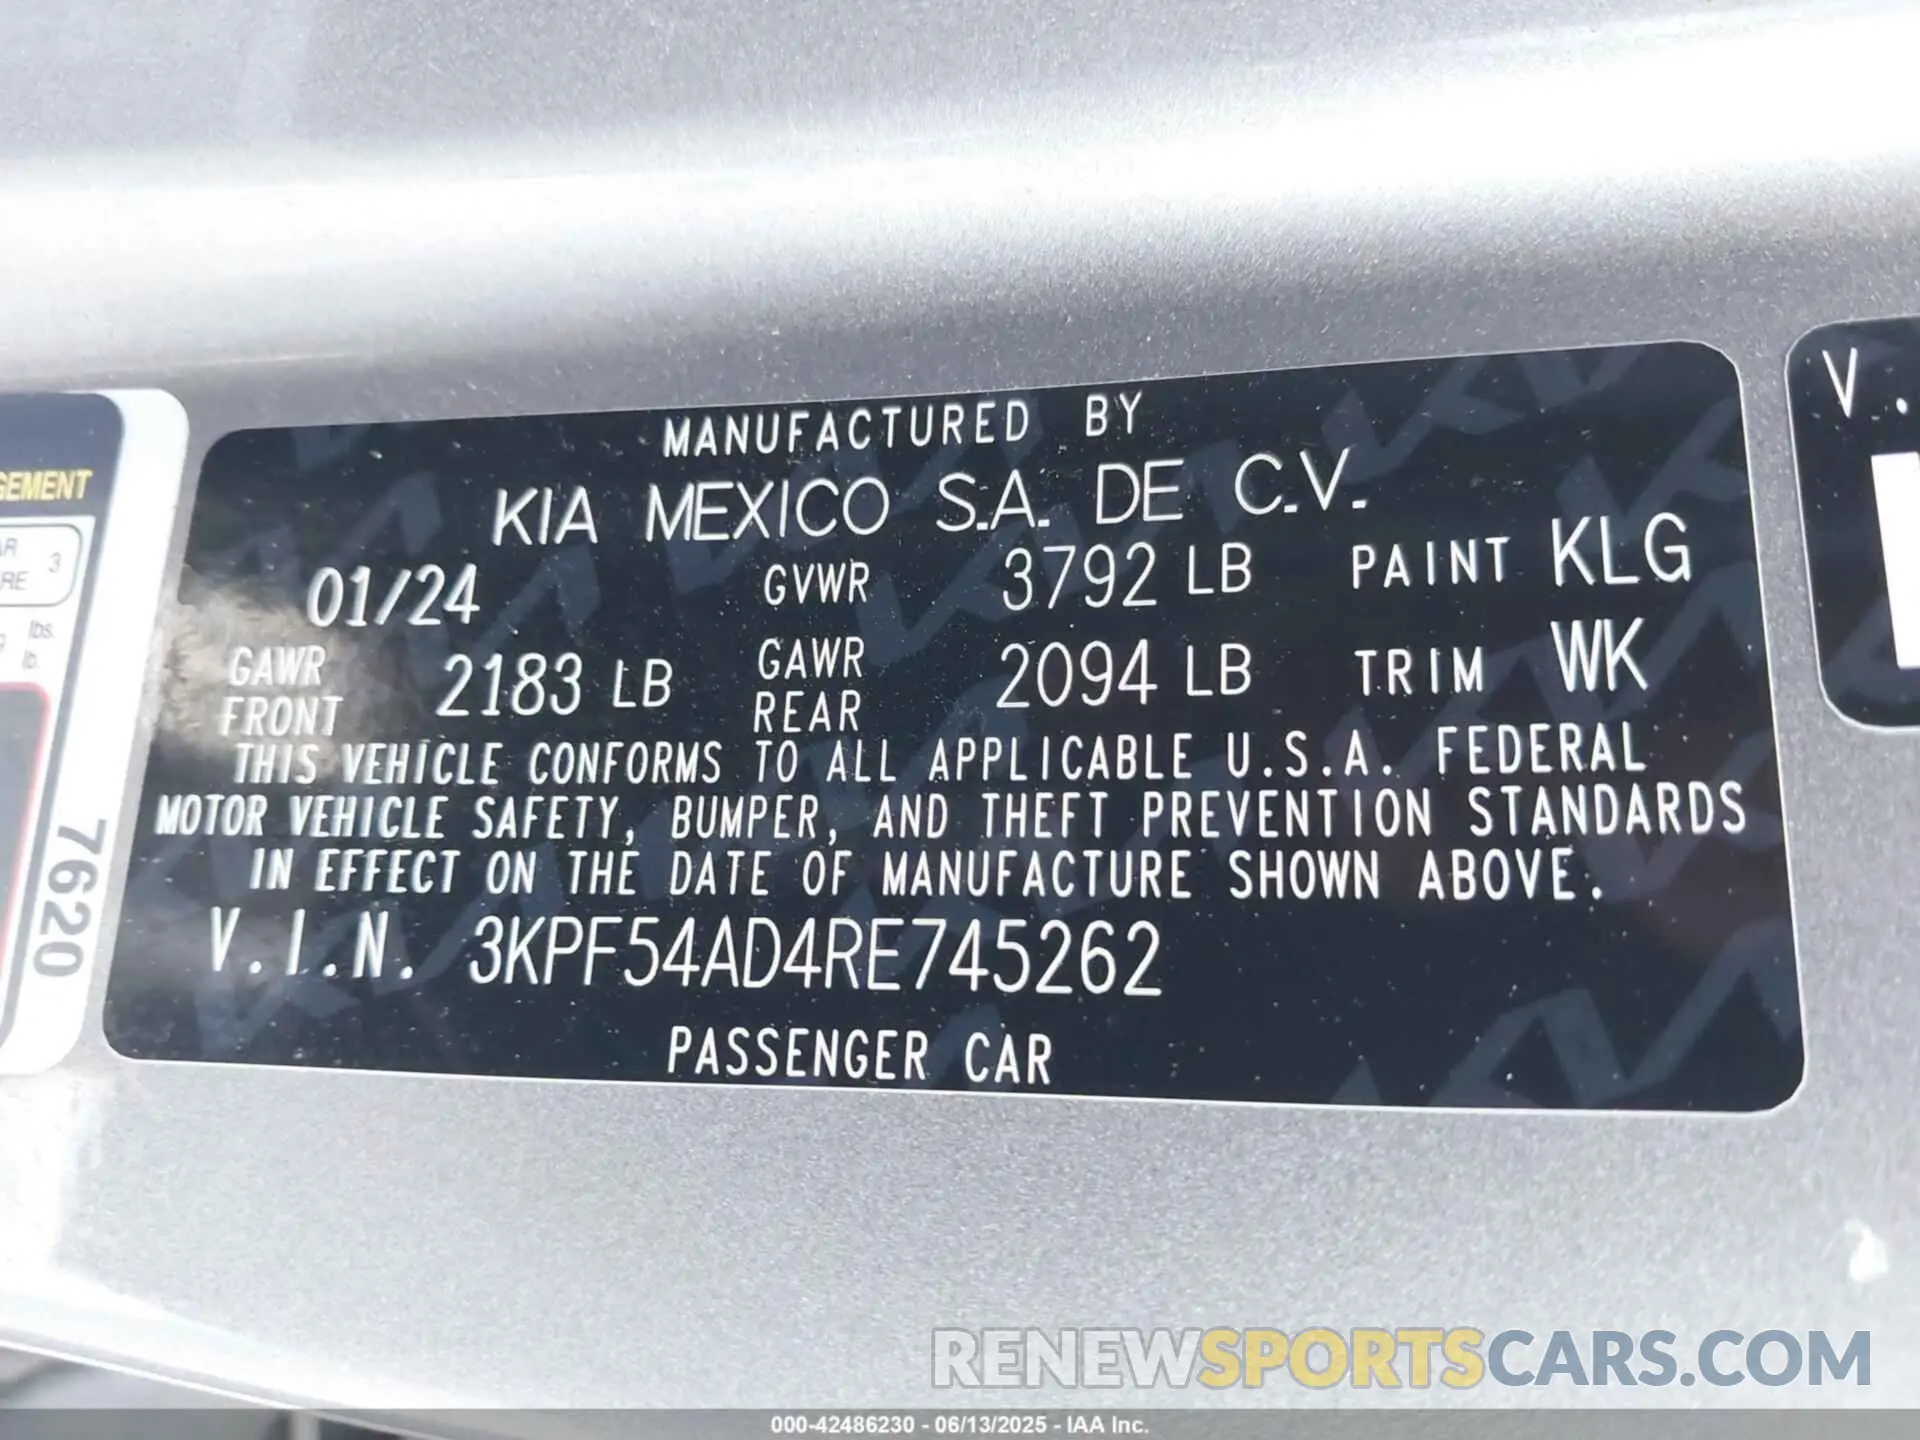 MANUFACTURED BY
KIA MEXICO S.A. DE C.V.
01/24 GVWR 3792 LB PAINT KLG
GAWR FRONT 2183 LB GAWR REAR 2094 LB TRIM WK
THIS VEHICLE CONFORMS TO ALL APPLICABLE U.S.A. FEDERAL
MOTOR VEHICLE SAFETY, BUMPER, AND THEFT PREVENTION STANDARDS
IN EFFECT ON THE DATE OF MANUFACTURE SHOWN ABOVE.
V.I.N. 3KPF54AD4RE745262
PASSENGER CAR
GEMENT
3
lbs.
lb.
7620
V.
RENEWSPORTSCARS.COM
000-42486230 - 06/13/2025 - IAA Inc.